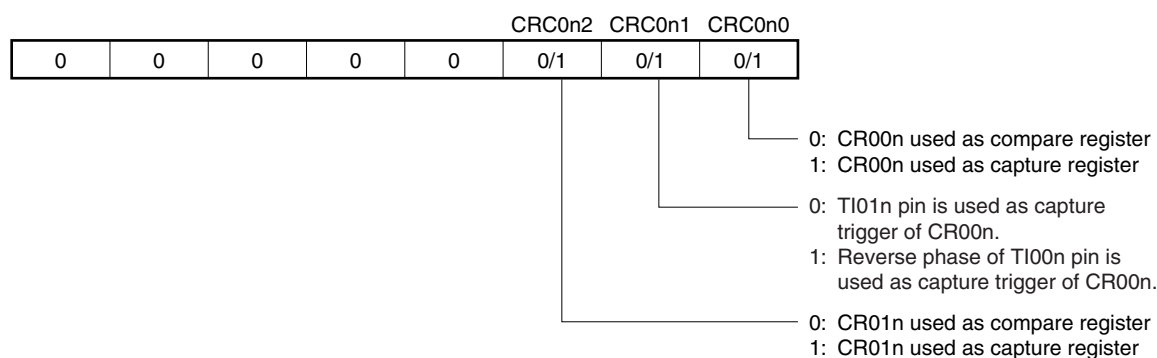 CRC0n2 CRC0n1 CRC0n0
0 0 0 0 0 0/1 0/1 0/1
0: CR00n used as compare register
1: CR00n used as capture register
0: TI01n pin is used as capture
trigger of CR00n.
1: Reverse phase of TI00n pin is
used as capture trigger of CR00n.
0: CR01n used as compare register
1: CR01n used as capture register